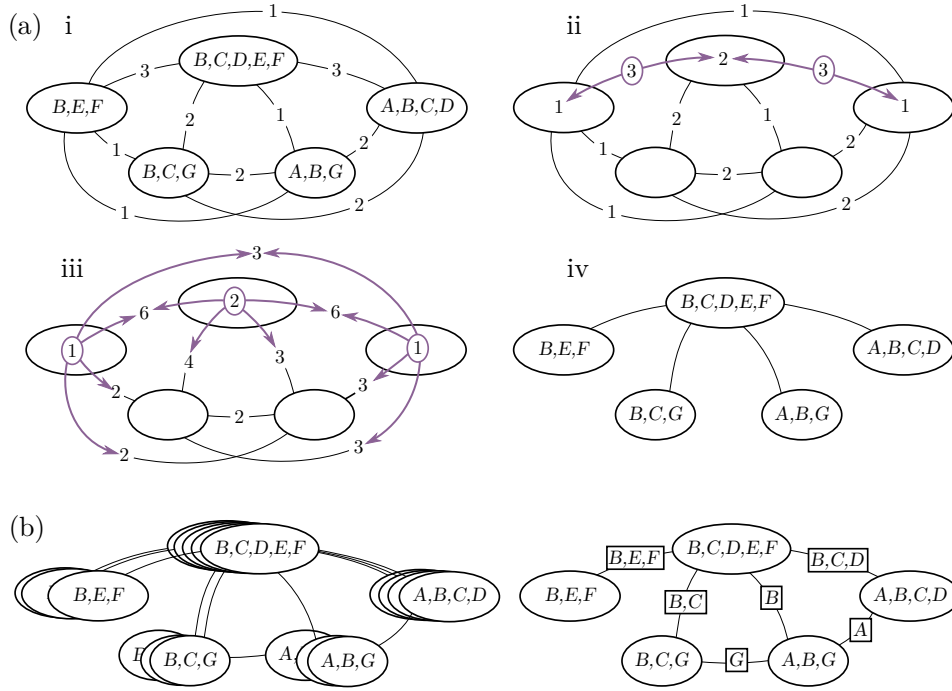 (a) i ii
1 1
B,C,D,E,F
3 3 3 2 3
B,E,F A,B,C,D 1 1
2 1 2 1
1 2 1 2
B,C,G 2 A,B,G 2
1 2 1 2
iii iv
3
2 B,C,D,E,F
6 6
1 1 B,E,F A,B,C,D
4 3
2 3
2 B,C,G A,B,G
2 3
(b)
B,C,D,E,F B,C,D,E,F
B,E,F B,C,D
B,E,F A,B,C,D B,E,F A,B,C,D
B,C B
A
B B,C,G A, A,B,G B,C,G G A,B,G